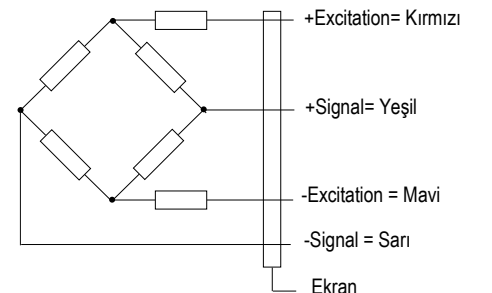 +Excitation= Kırmızı
+Signal= Yeşil
-Excitation = Mavi
-Signal = Sarı
Ekran